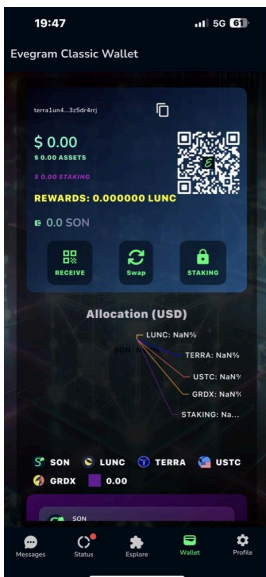 19:47
5G 61
Evegram Classic Wallet
terra1un4...3z5dr4rrj
$ 0.00
$ 0.00 ASSETS
$ 0.00 STAKING
REWARDS: 0.000000 LUNC
0.0 SON
RECEIVE
Swap
STAKING
Allocation (USD)
LUNC: NaN%
TERRA: NaN%
USTC: NaN%
GRDX: NaN%
STAKING: Na...
SON LUNC TERRA USTC
GRDX 0.00
SON
Messages Status Esplore Wallet Profile